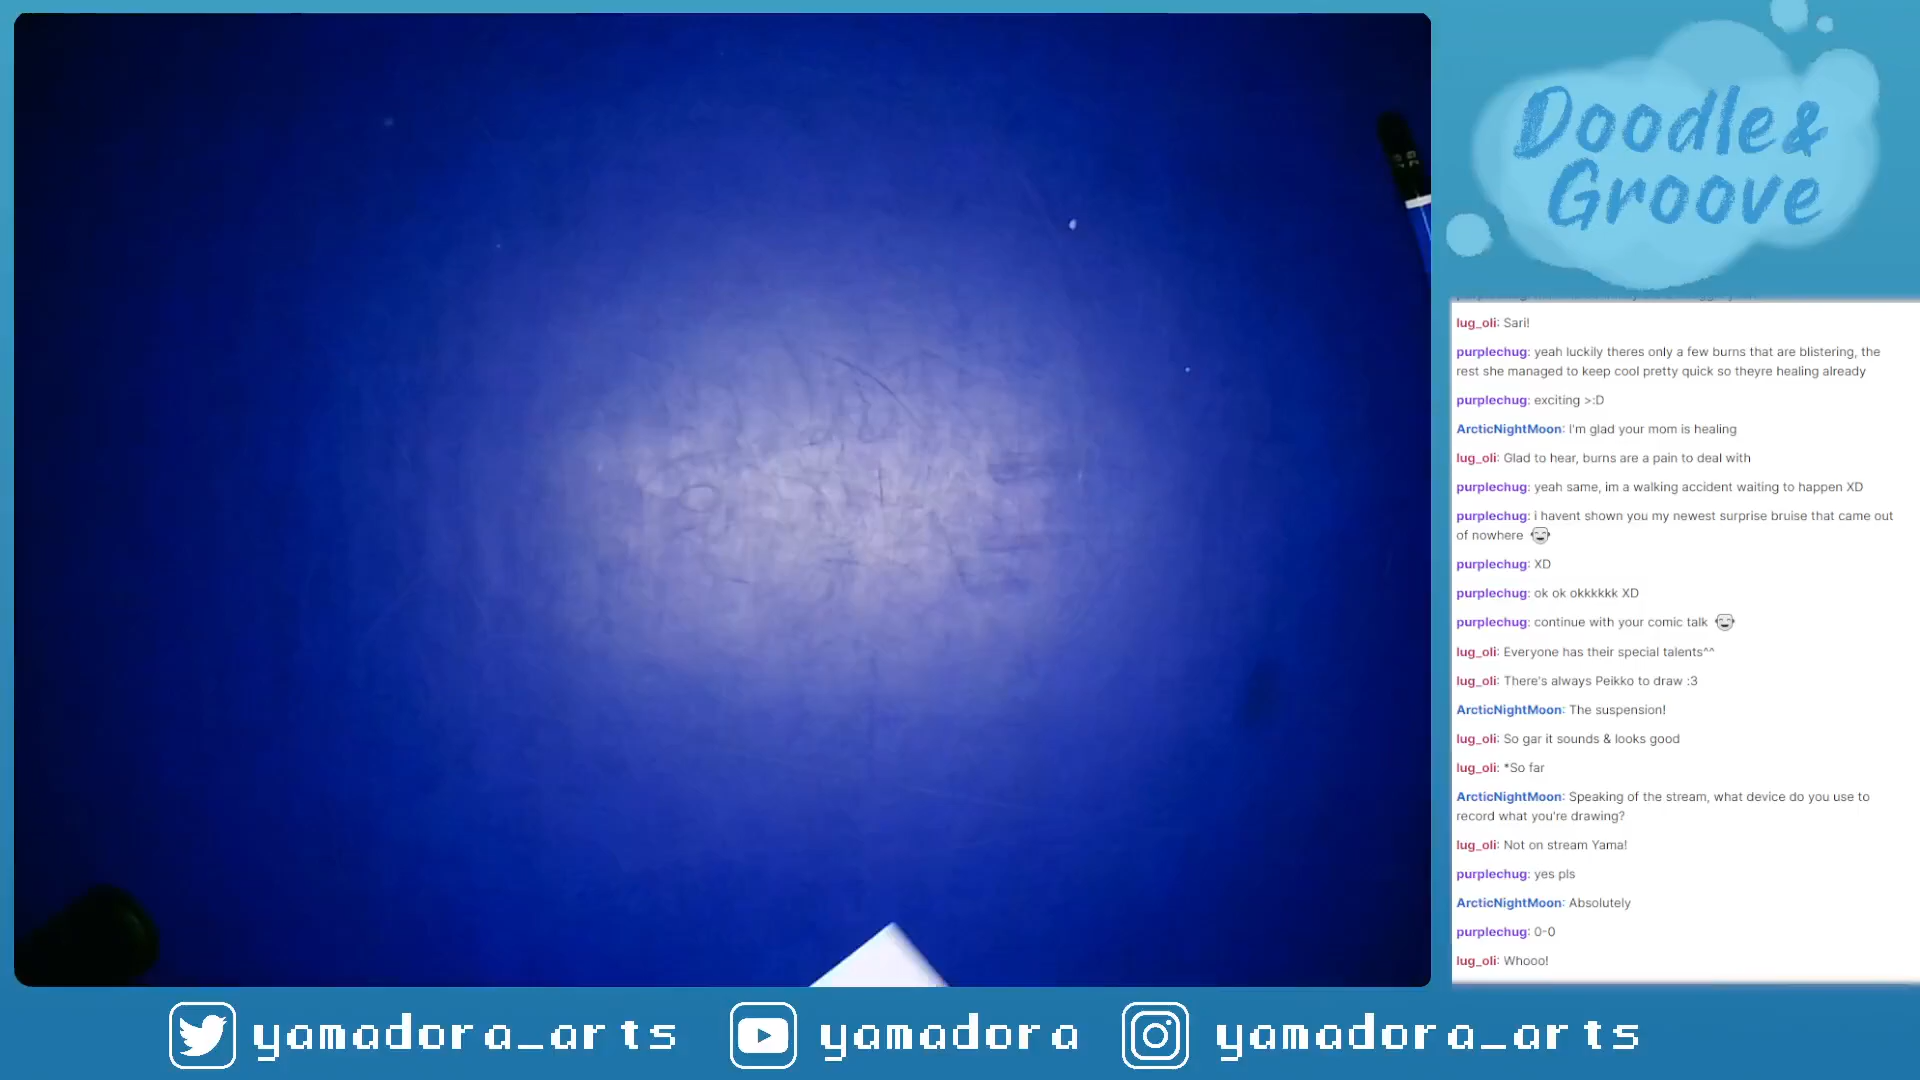 Doodle&
Groove
lug_oli: Sari!
purplechug: yeah luckily theres only a few burns that are blistering, the
rest she managed to keep cool pretty quick so theyre healing already
purplechug: exciting >:D
ArcticNightMoon: I'm glad your mom is healing
lug_oli: Glad to hear, burns are a pain to deal with
purplechug: yeah same, im a walking accident waiting to happen XD
purplechug: i havent shown you my newest surprise bruise that came out
of nowhere
purplechug: XD
purplechug: ok ok okkkkkk XD
purplechug: continue with your comic talk
lug_oli: Everyone has their special talents^^
lug_oli: There's always Peikko to draw :3
ArcticNightMoon: The suspension!
lug_oli: So gar it sounds & looks good
lug_oli: *So far
ArcticNightMoon: Speaking of the stream, what device do you use to
record what you're drawing?
lug_oli: Not on stream Yama!
purplechug: yes pls
ArcticNightMoon: Absolutely
purplechug: 0-0
lug_oli: Whooo!
yamadora_arts yamadora yamadora_arts